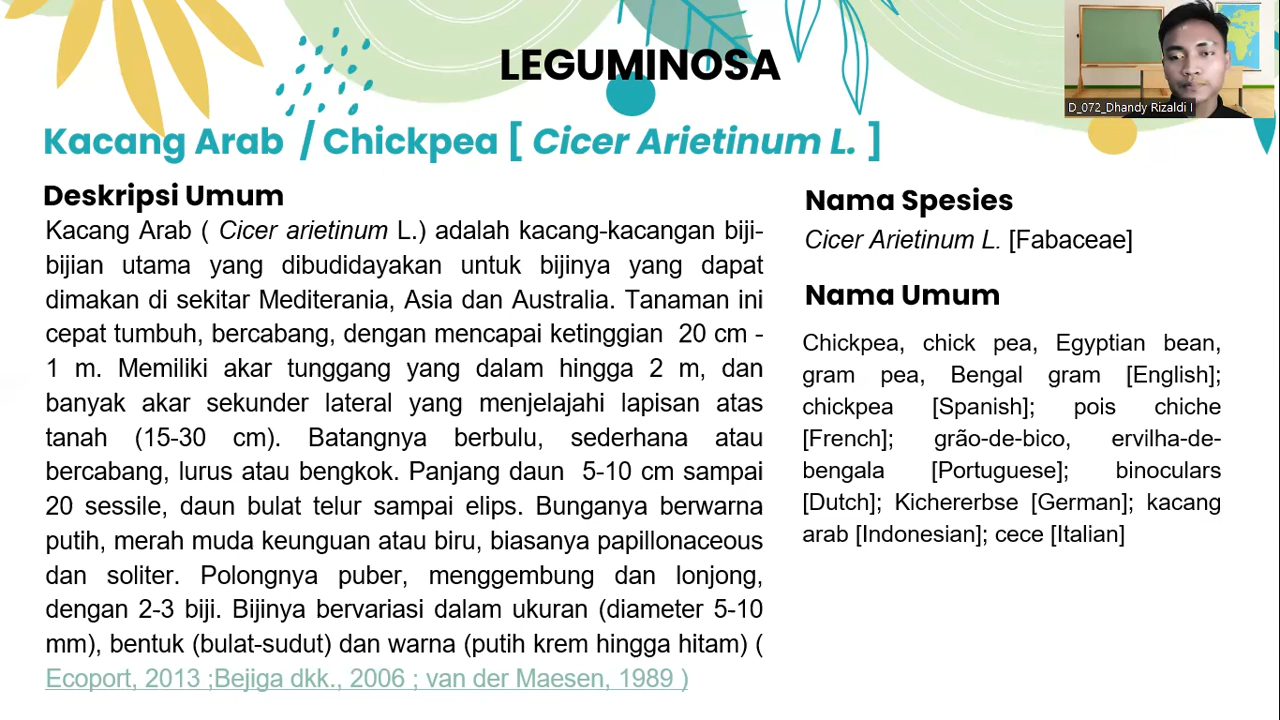 LEGUMINOSA
D_072_Dhandy Rizaldi I
Kacang Arab / Chickpea [ Cicer Arietinum L. ]
Deskripsi Umum
Kacang Arab ( Cicer arietinum L.) adalah kacang-kacangan biji-
bijian utama yang dibudidayakan untuk bijinya yang dapat
dimakan di sekitar Mediterania, Asia dan Australia. Tanaman ini
cepat tumbuh, bercabang, dengan mencapai ketinggian 20 cm -
1 m. Memiliki akar tunggang yang dalam hingga 2 m, dan
banyak akar sekunder lateral yang menjelajahi lapisan atas
tanah (15-30 cm). Batangnya berbulu, sederhana atau
bercabang, lurus atau bengkok. Panjang daun 5-10 cm sampai
20 sessile, daun bulat telur sampai elips. Bunganya berwarna
putih, merah muda keunguan atau biru, biasanya papillonaceous
dan soliter. Polongnya puber, menggembung dan lonjong,
dengan 2-3 biji. Bijinya bervariasi dalam ukuran (diameter 5-10
mm), bentuk (bulat-sudut) dan warna (putih krem hingga hitam) (
Ecoport, 2013 ;Bejiga dkk., 2006 ; van der Maesen, 1989 )
Nama Spesies
Cicer Arietinum L. [Fabaceae]
Nama Umum
Chickpea, chick pea, Egyptian bean,
gram pea, Bengal gram [English];
chickpea [Spanish]; pois chiche
[French]; grão-de-bico, ervilha-de-
bengala [Portuguese]; binoculars
[Dutch]; Kichererbse [German]; kacang
arab [Indonesian]; cece [Italian]